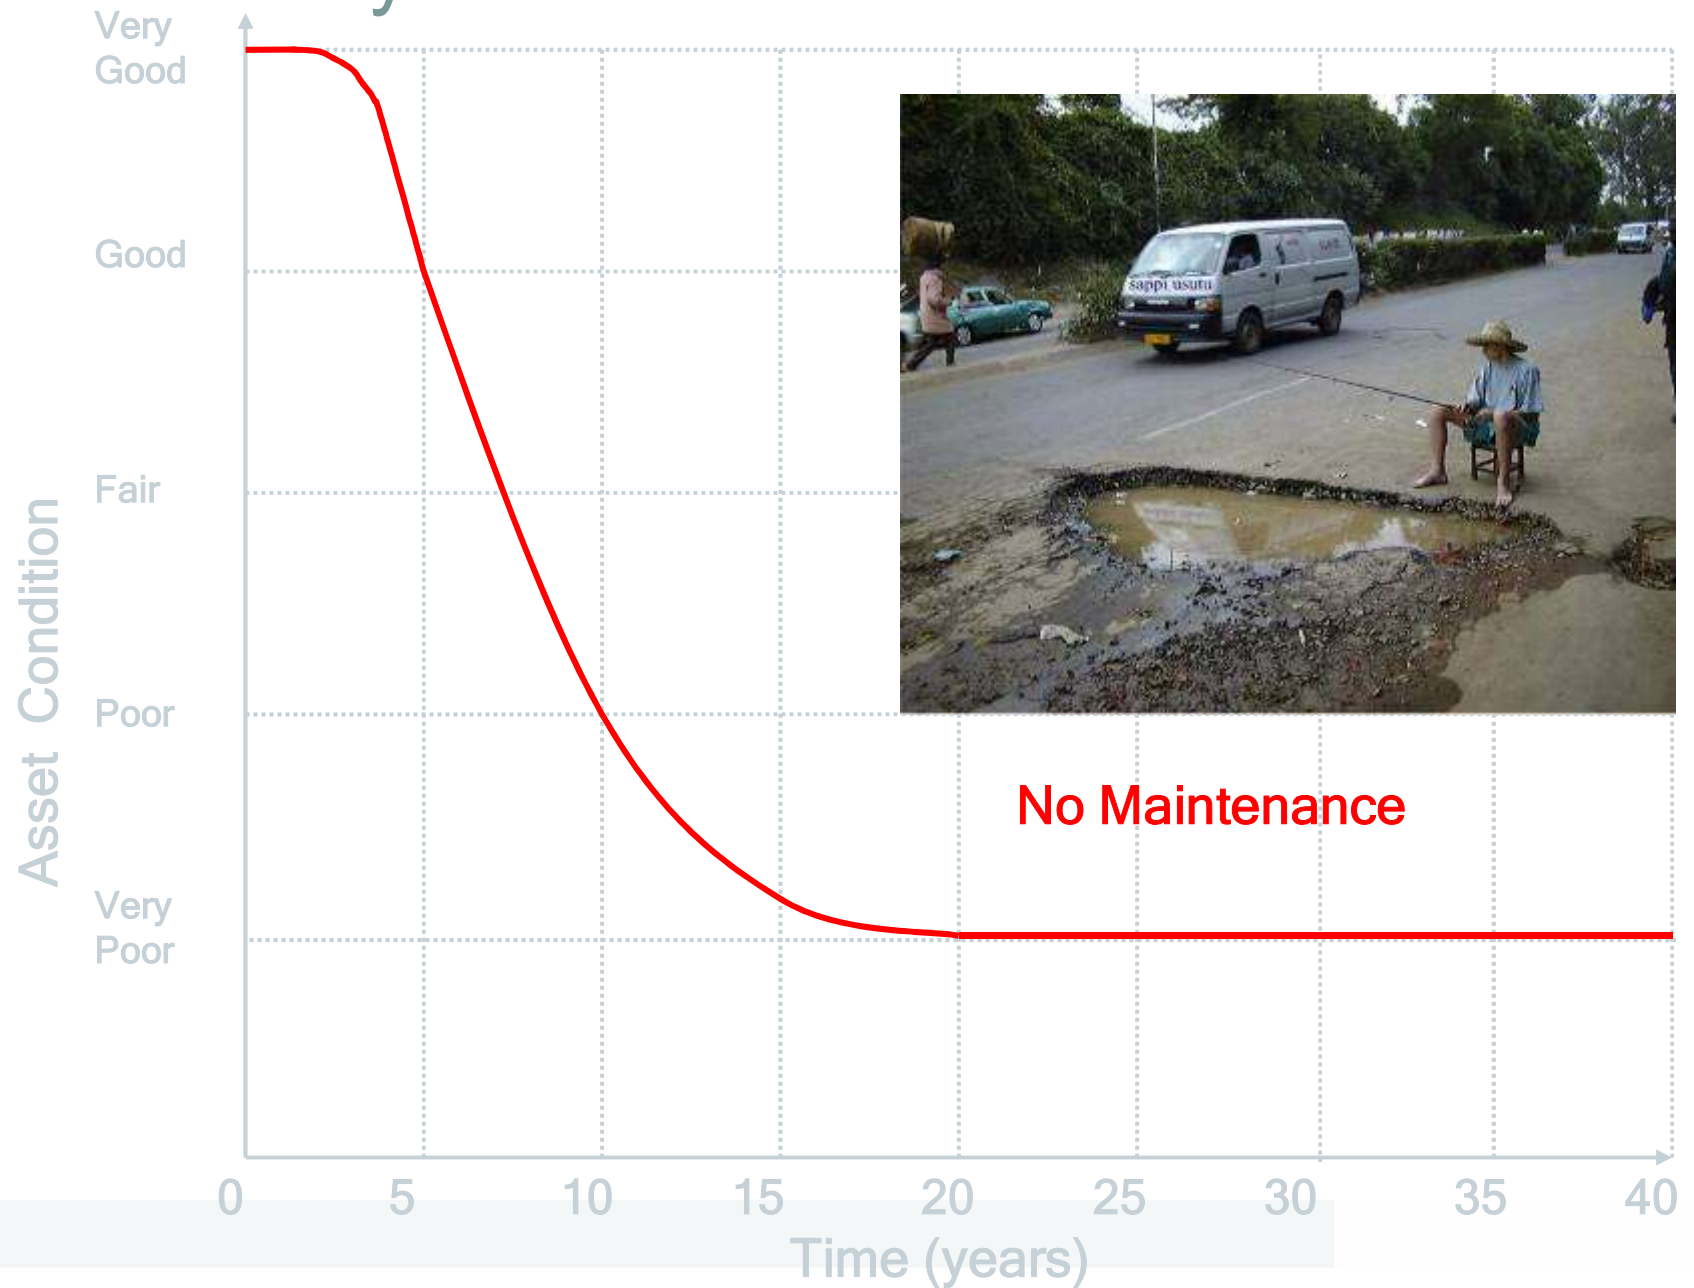 Very
Good
Good
Fair
Poor
Very
Poor
Asset Condition
sappi usutu
No Maintenance
0 5 10 15 20 25 30 35 40
Time (years)